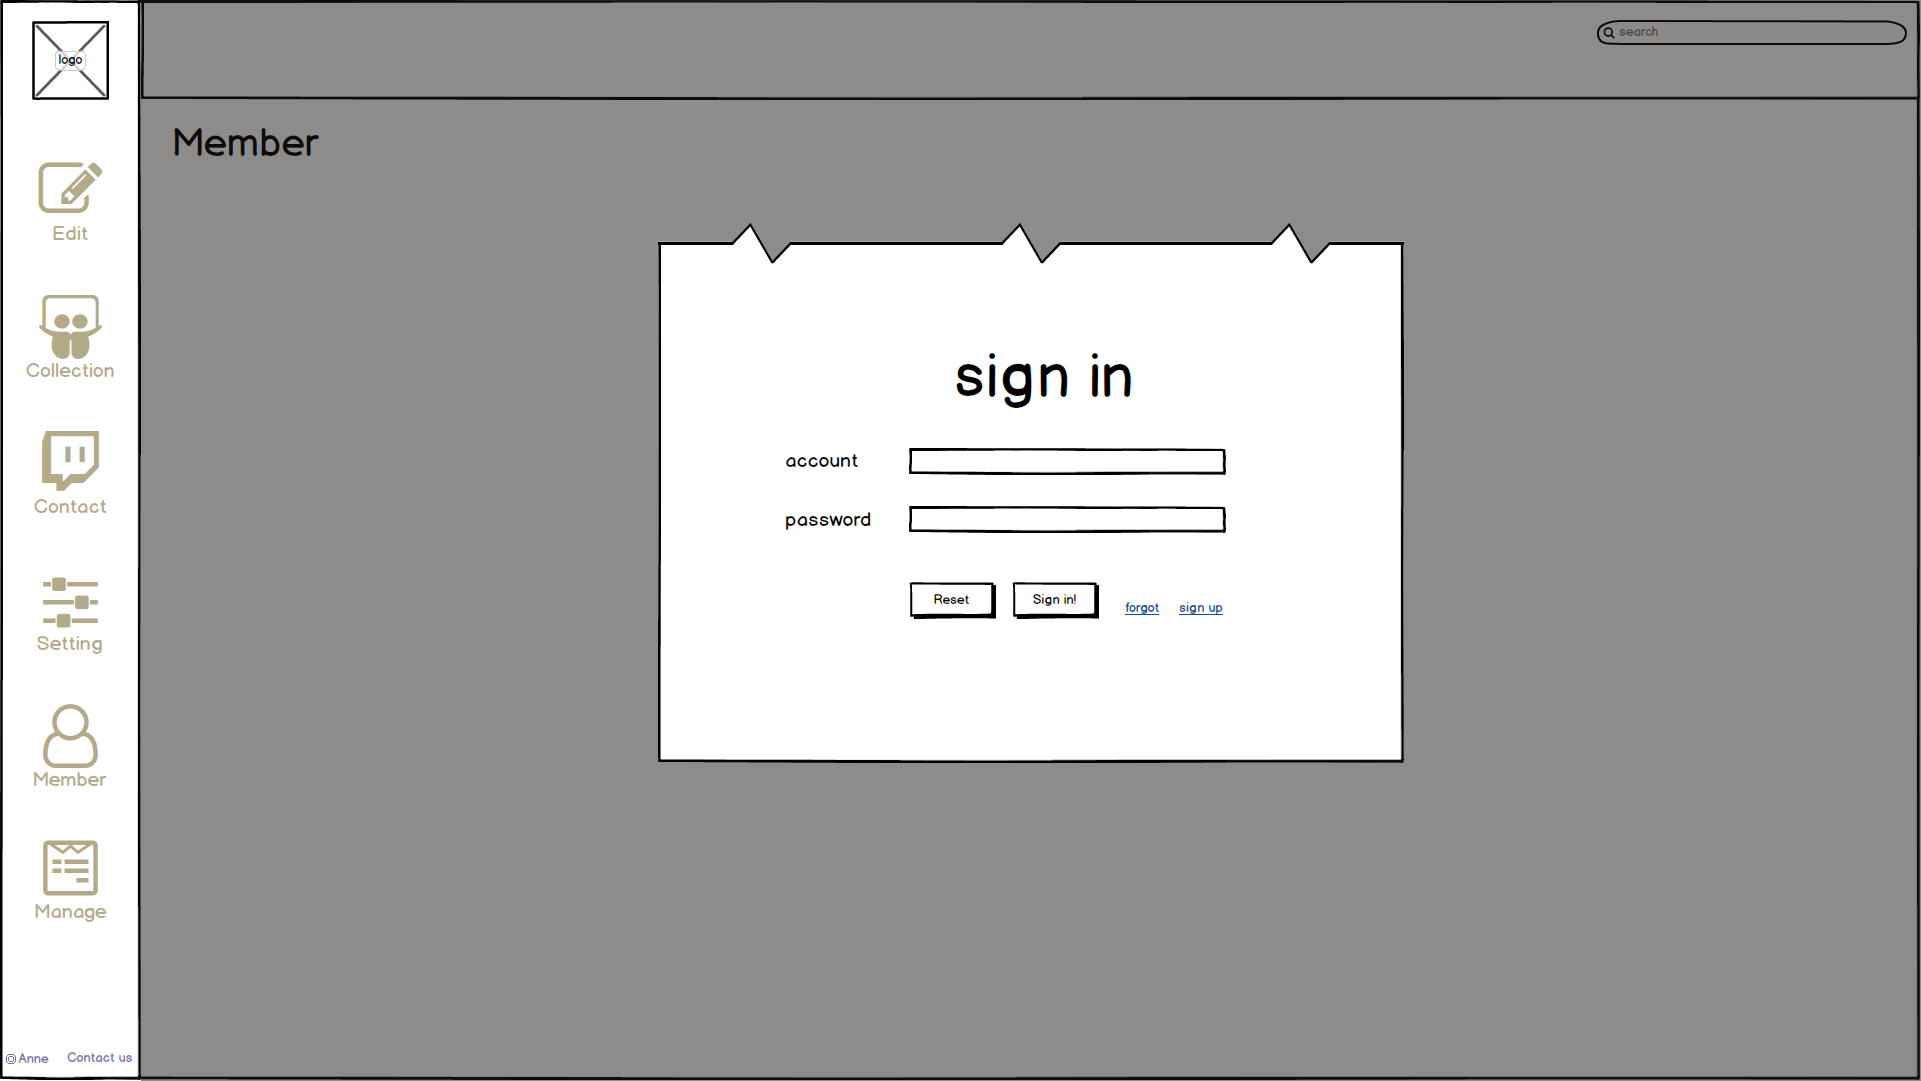 logo
search
Member
Edit
Collection
Contact
Setting
Member
Manage
sign in
account
password
Reset
Sign in!
forgot
sign up
© Anne
Contact us